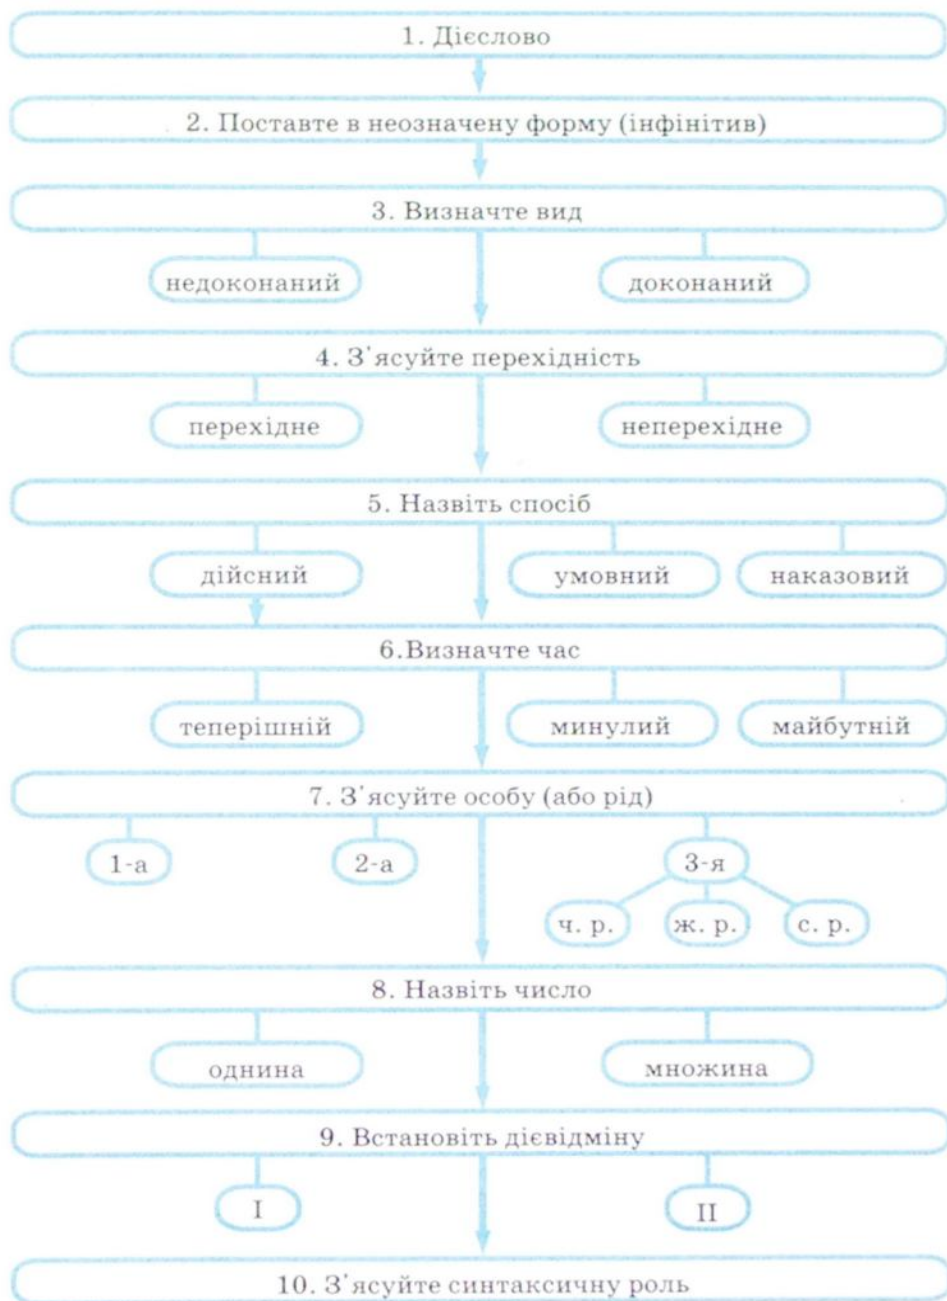 1. Дієслово
2. Поставте в неозначену форму (інфінітив)
3. Визначте вид
недоконаний доконаний
4. З'ясуйте перехідність
перехідне неперехідне
5. Назвіть спосіб
дійсний умовний наказовий
6.Визначте час
теперішній минулий майбутній
7. З'ясуйте особу (або рід)
1-а 2-а 3-я
ч. р. ж. р. с. р.
8. Назвіть число
однина множина
9. Встановіть дієвідміну
I II
10. З'ясуйте синтаксичну роль